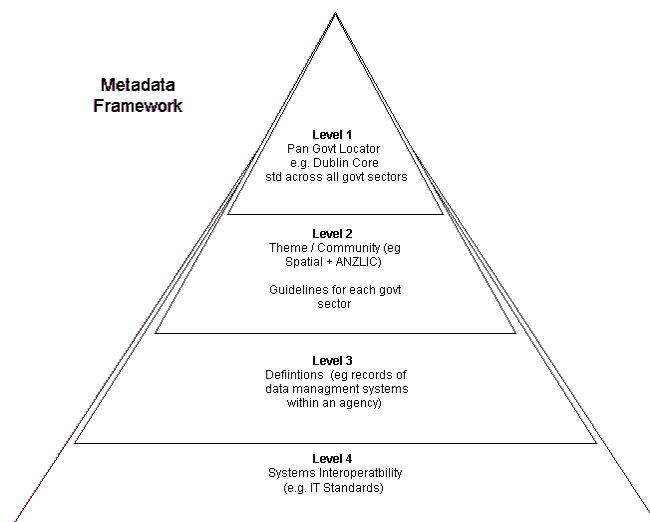 Metadata
Framework
Level 1
Pan Govt Locator
e.g. Dublin Core
std across all govt sectors
Level 2
Theme / Community (eg
Spatial + ANZLIC)
Guidelines for each govt
sector
Level 3
Defiintions  (eg records of
data managment systems
within an agency)
Level 4
Systems Interoperatbility
(e.g. IT Standards)